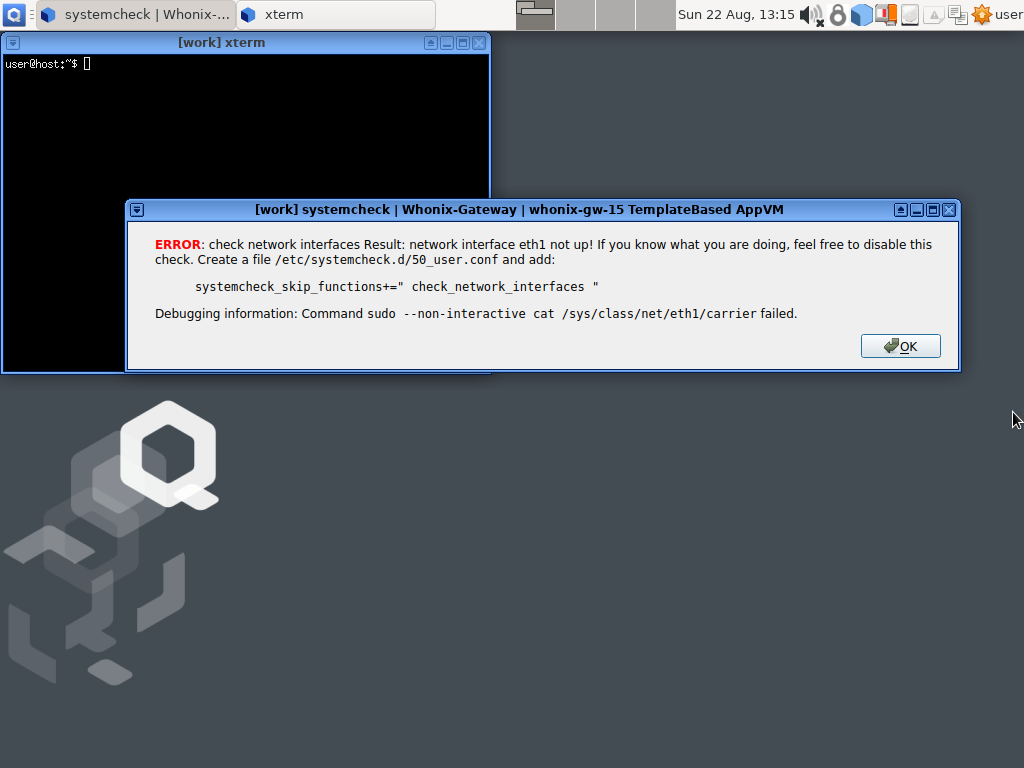 systemcheck | Whonix-...
xterm
Sun 22 Aug, 13:15
user
[work] xterm
user@host:~$
[work] systemcheck | Whonix-Gateway | whonix-gw-15 TemplateBased AppVM
ERROR: check network interfaces Result: network interface eth1 not up! If you know what you are doing, feel free to disable this
check. Create a file /etc/systemcheck.d/50_user.conf and add:
systemcheck_skip_functions+=" check_network_interfaces "
Debugging information: Command sudo --non-interactive cat /sys/class/net/eth1/carrier failed.
OK